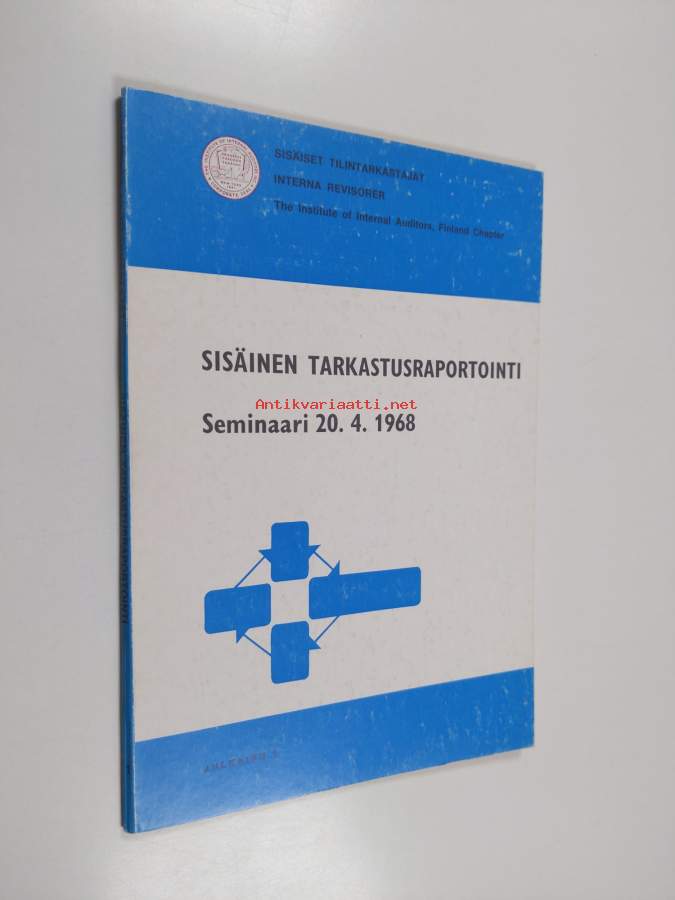 SISÄISET TILINTARKASTAJAT
INTERNA REVISORER
The Institute of Internal Auditors, Finland Chapter
SISÄINEN TARKASTUSRAPORTOINTI
Antikvariaatti.net
Seminaari 20. 4. 1968